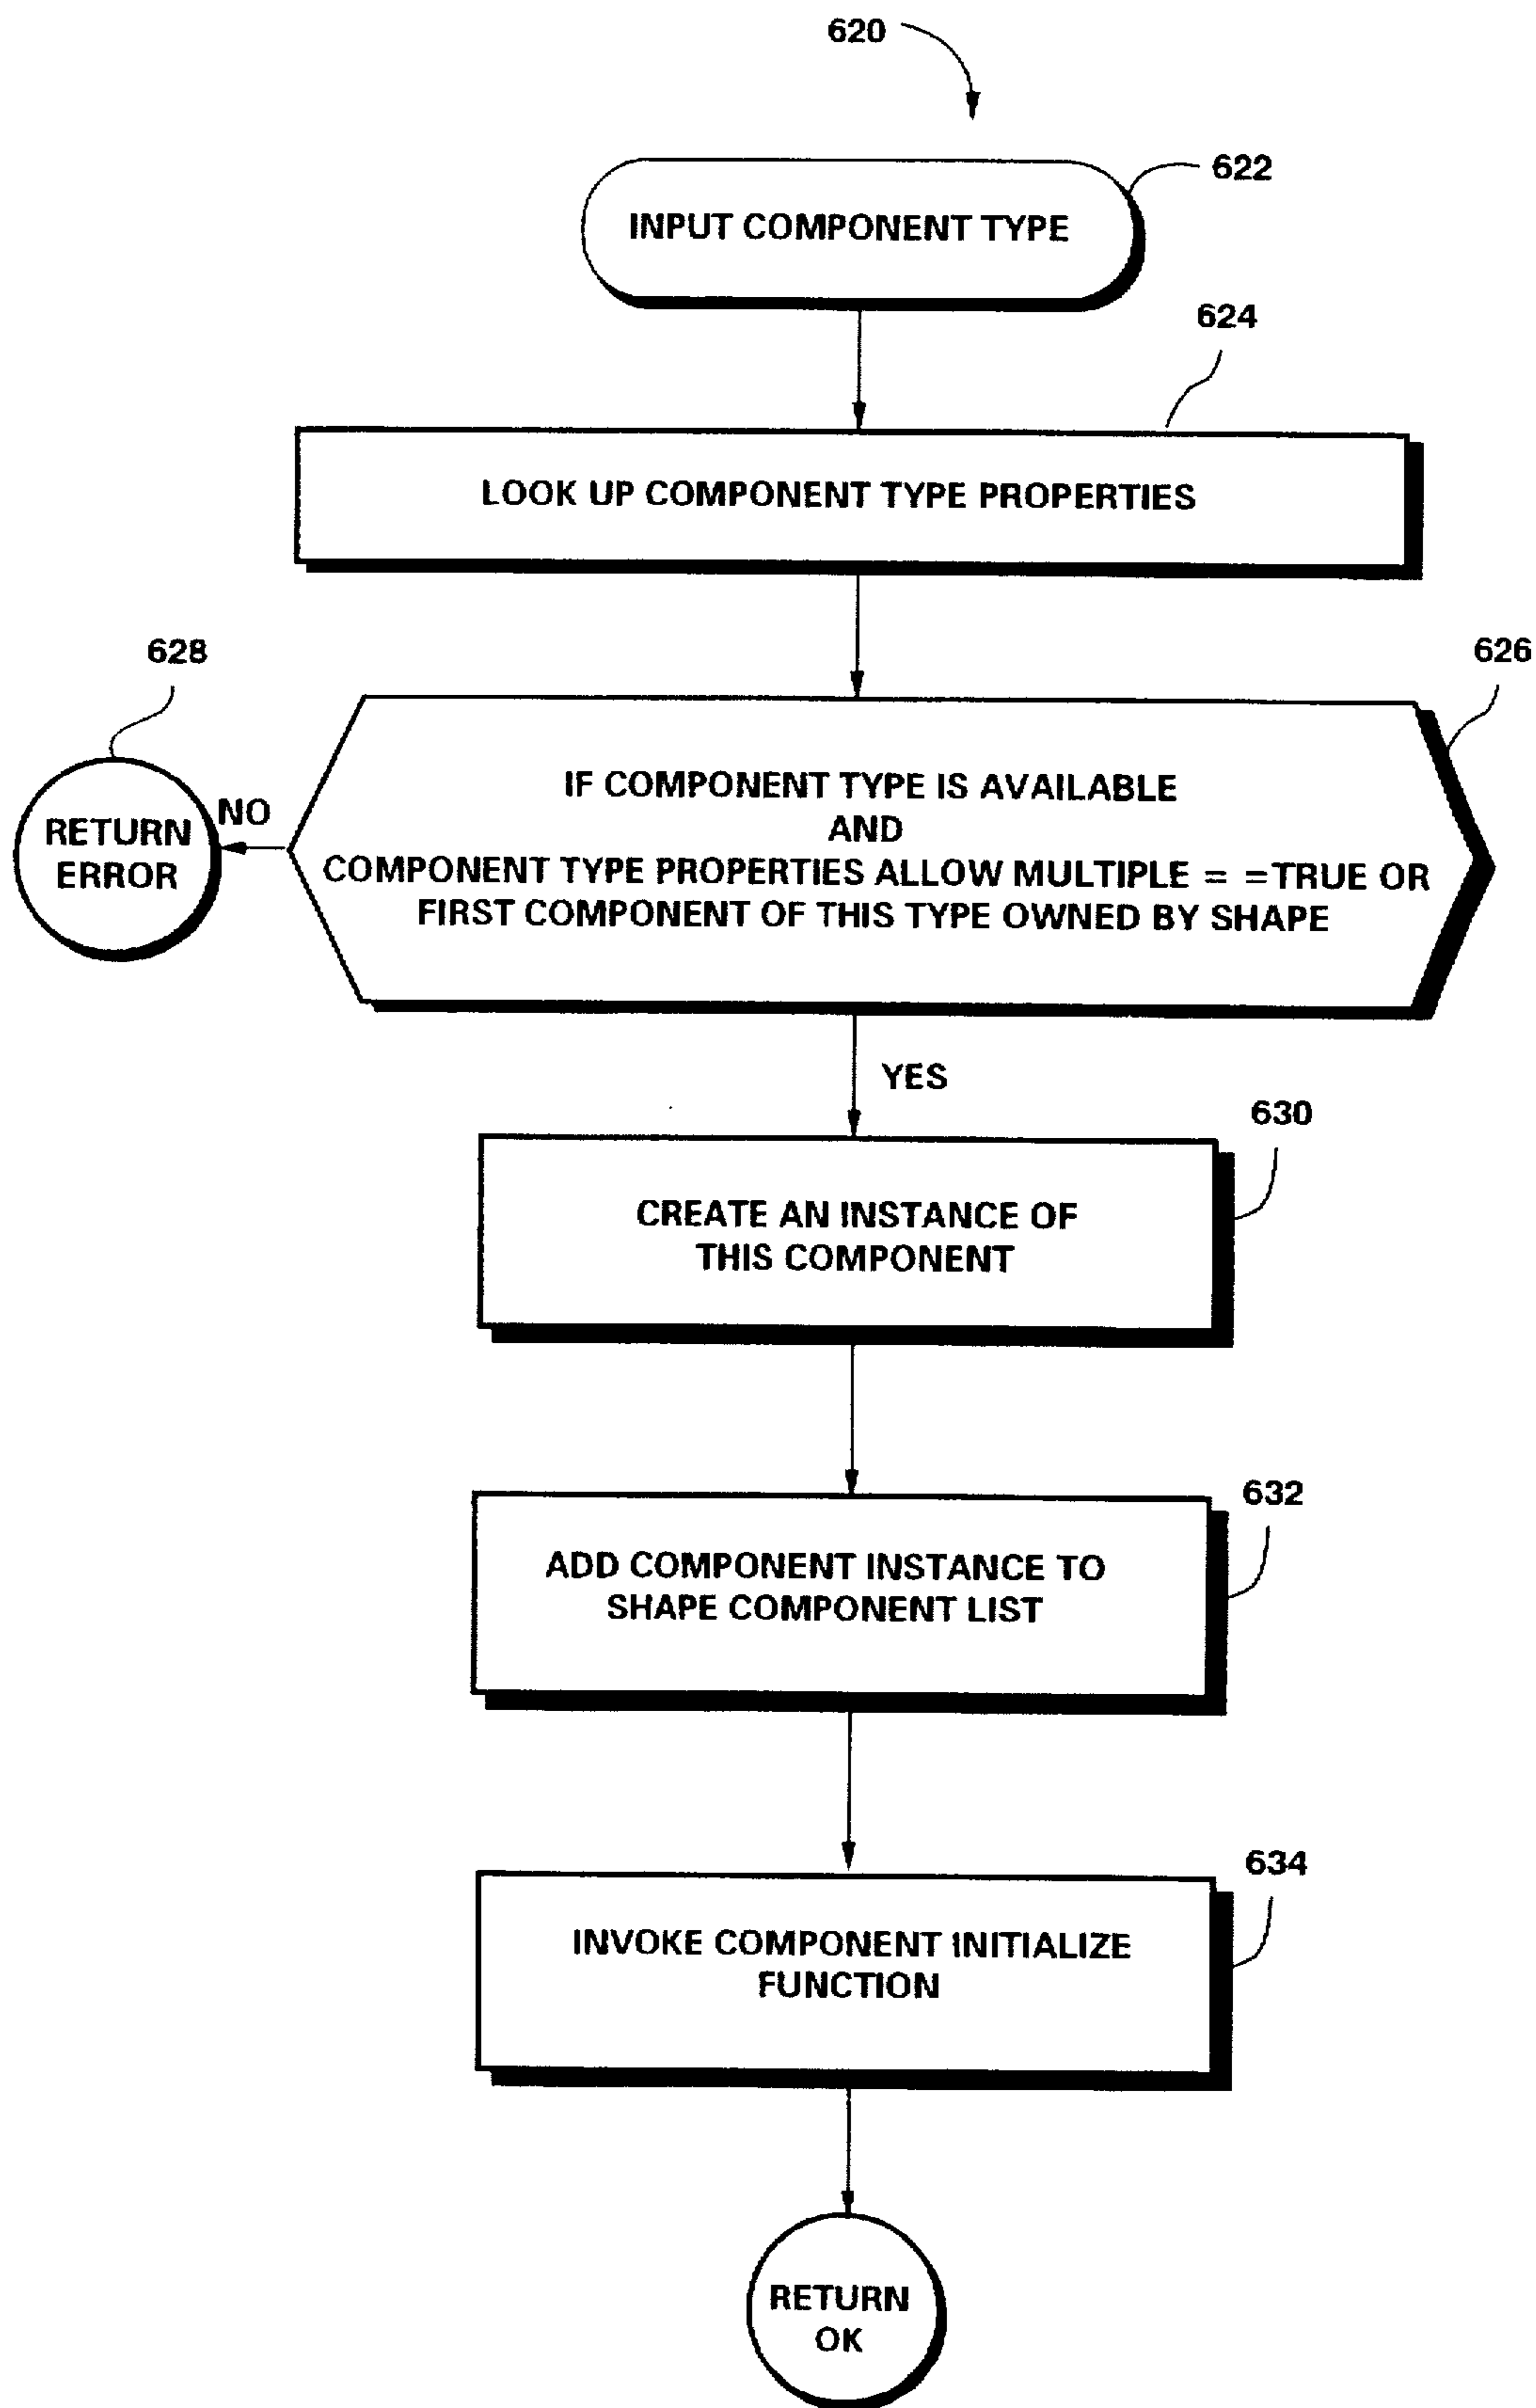 620
622
INPUT COMPONENT TYPE
624
LOOK UP COMPONENT TYPE PROPERTIES
628
626
RETURN
ERROR
NO
IF COMPONENT TYPE IS AVAILABLE
AND
COMPONENT TYPE PROPERTIES ALLOW MULTIPLE = =TRUE OR
FIRST COMPONENT OF THIS TYPE OWNED BY SHAPE
YES
630
CREATE AN INSTANCE OF
THIS COMPONENT
632
ADD COMPONENT INSTANCE TO
SHAPE COMPONENT LIST
634
INVOKE COMPONENT INITIALIZE
FUNCTION
RETURN
OK